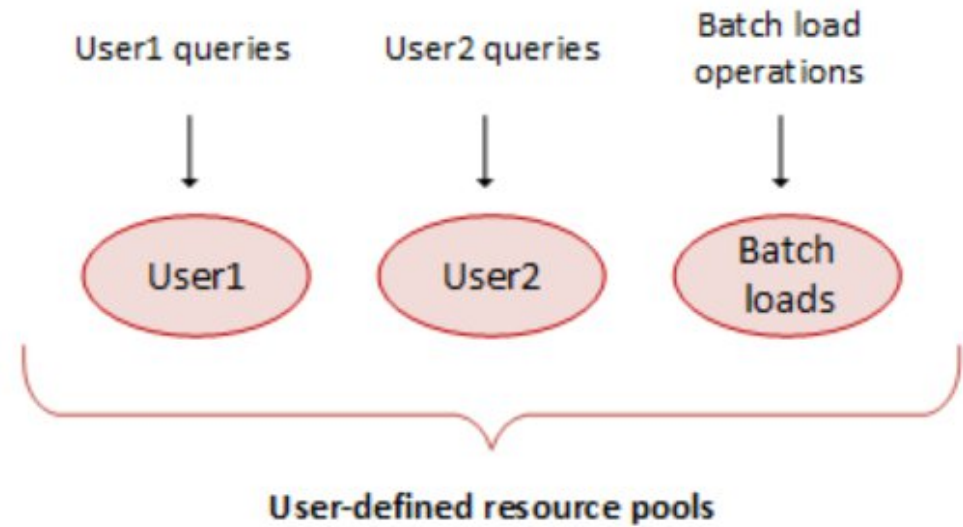 User1 queries
User2 queries
Batch load
operations
User1
User2
Batch
loads
User-defined resource pools